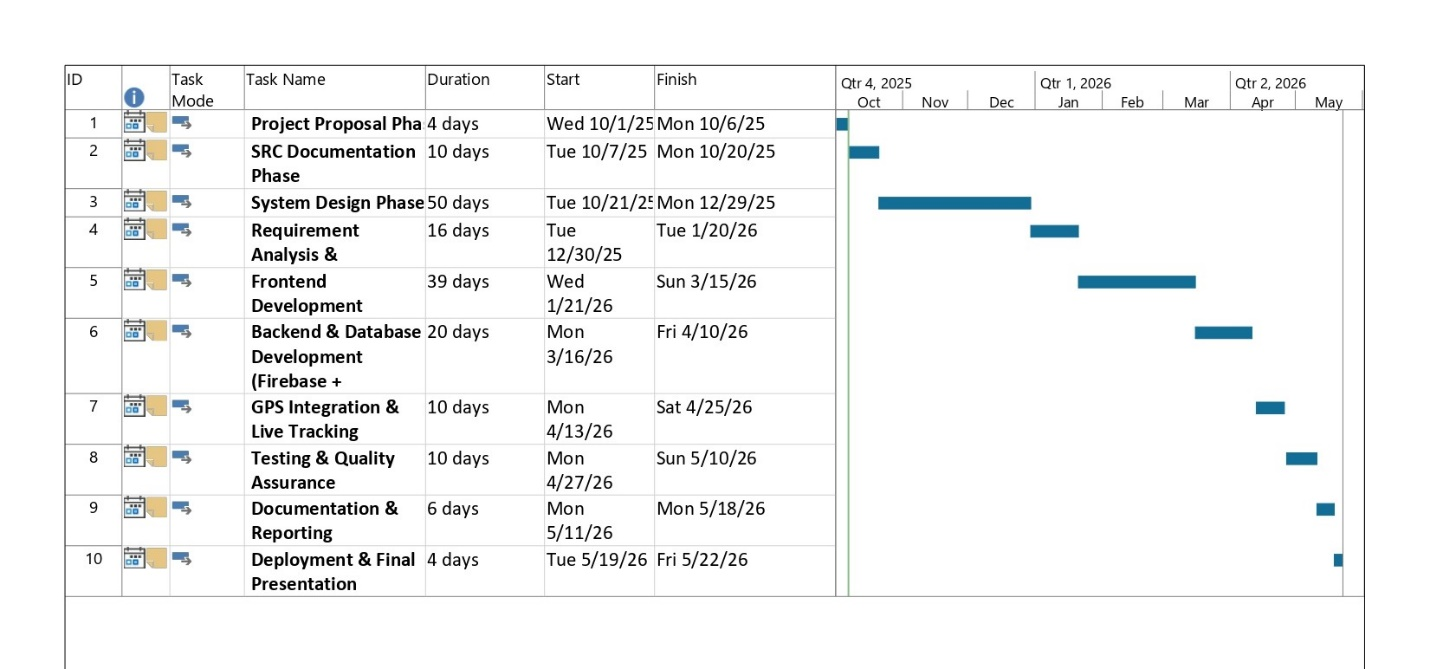 ID Task Mode Task Name Duration Start Finish
Qtr 4, 2025 Qtr 1, 2026 Qtr 2, 2026
Oct Nov Dec Jan Feb Mar Apr May
1 Project Proposal Pha 4 days Wed 10/1/25 Mon 10/6/25
2 SRC Documentation 10 days Tue 10/7/25 Mon 10/20/25
Phase
3 System Design Phase 50 days Tue 10/21/25 Mon 12/29/25
4 Requirement 16 days Tue Tue 1/20/26
Analysis & 12/30/25
5 Frontend 39 days Wed Sun 3/15/26
Development 1/21/26
6 Backend & Database 20 days Mon Fri 4/10/26
Development 3/16/26
(Firebase +
7 GPS Integration & 10 days Mon Sat 4/25/26
Live Tracking 4/13/26
8 Testing & Quality 10 days Mon Sun 5/10/26
Assurance 4/27/26
9 Documentation & 6 days Mon Mon 5/18/26
Reporting 5/11/26
10 Deployment & Final 4 days Tue 5/19/26 Fri 5/22/26
Presentation